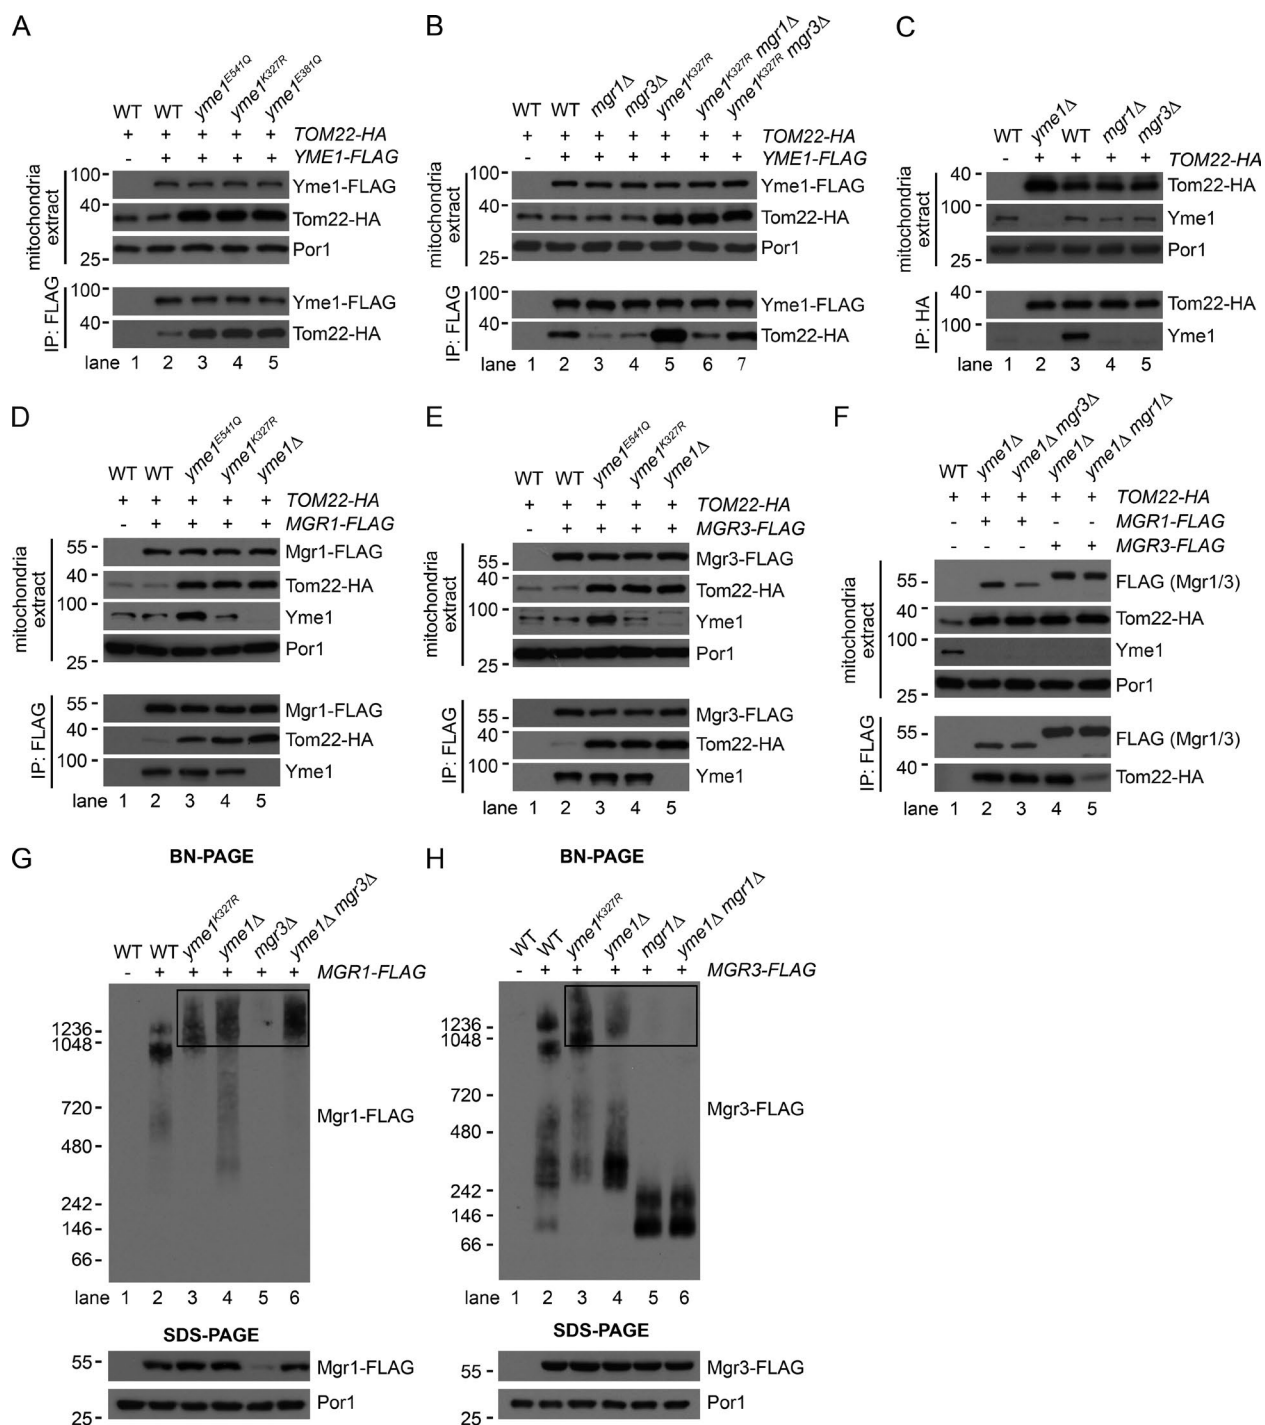 A
WT WT yme1E541Q yme1K327R yme1E381Q
+ + + + + TOM22-HA
- + + + + YME1-FLAG
mitochondria extract
100
Yme1-FLAG
40
Tom22-HA
Por1
25
IP: FLAG
100
Yme1-FLAG
40
Tom22-HA
lane 1 2 3 4 5
B
WT WT mgr1Δ mgr3Δ yme1K327R yme1K327R mgr1Δ yme1K327R mgr3Δ
+ + + + + + + TOM22-HA
- + + + + + + YME1-FLAG
mitochondria extract
100
Yme1-FLAG
40
Tom22-HA
Por1
25
IP: FLAG
100
Yme1-FLAG
40
Tom22-HA
lane 1 2 3 4 5 6 7
C
WT yme1Δ WT mgr1Δ mgr3Δ
- + + + + TOM22-HA
mitochondria extract
40
Tom22-HA
100
Yme1
Por1
25
IP: HA
40
Tom22-HA
100
Yme1
lane 1 2 3 4 5
D
WT WT yme1E541Q yme1K327R yme1Δ
+ + + + + TOM22-HA
- + + + + MGR1-FLAG
mitochondria extract
55
Mgr1-FLAG
40
Tom22-HA
100
Yme1
Por1
25
IP: FLAG
55
Mgr1-FLAG
40
Tom22-HA
100
Yme1
lane 1 2 3 4 5
E
WT WT yme1E541Q yme1K327R yme1Δ
+ + + + + TOM22-HA
- + + + + MGR3-FLAG
mitochondria extract
55
Mgr3-FLAG
40
Tom22-HA
100
Yme1
Por1
25
IP: FLAG
55
Mgr3-FLAG
40
Tom22-HA
100
Yme1
lane 1 2 3 4 5
F
WT yme1Δ yme1Δ mgr3Δ yme1Δ yme1Δ mgr1Δ
+ + + + + TOM22-HA
- + + - - MGR1-FLAG
- - - + + MGR3-FLAG
mitochondria extract
55
FLAG (Mgr1/3)
40
Tom22-HA
100
Yme1
Por1
25
IP: FLAG
55
FLAG (Mgr1/3)
40
Tom22-HA
lane 1 2 3 4 5
G
BN-PAGE
WT WT yme1K327R yme1Δ mgr3Δ yme1Δ mgr3Δ
- + + + + + MGR1-FLAG
1236
1048
720
Mgr1-FLAG
480
242
146
66
lane 1 2 3 4 5 6
SDS-PAGE
55
Mgr1-FLAG
Por1
25
H
BN-PAGE
WT WT yme1K327R yme1Δ mgr1Δ yme1Δ mgr1Δ
- + + + + + MGR3-FLAG
1236
1048
720
Mgr3-FLAG
480
242
146
66
lane 1 2 3 4 5 6
SDS-PAGE
55
Mgr3-FLAG
Por1
25